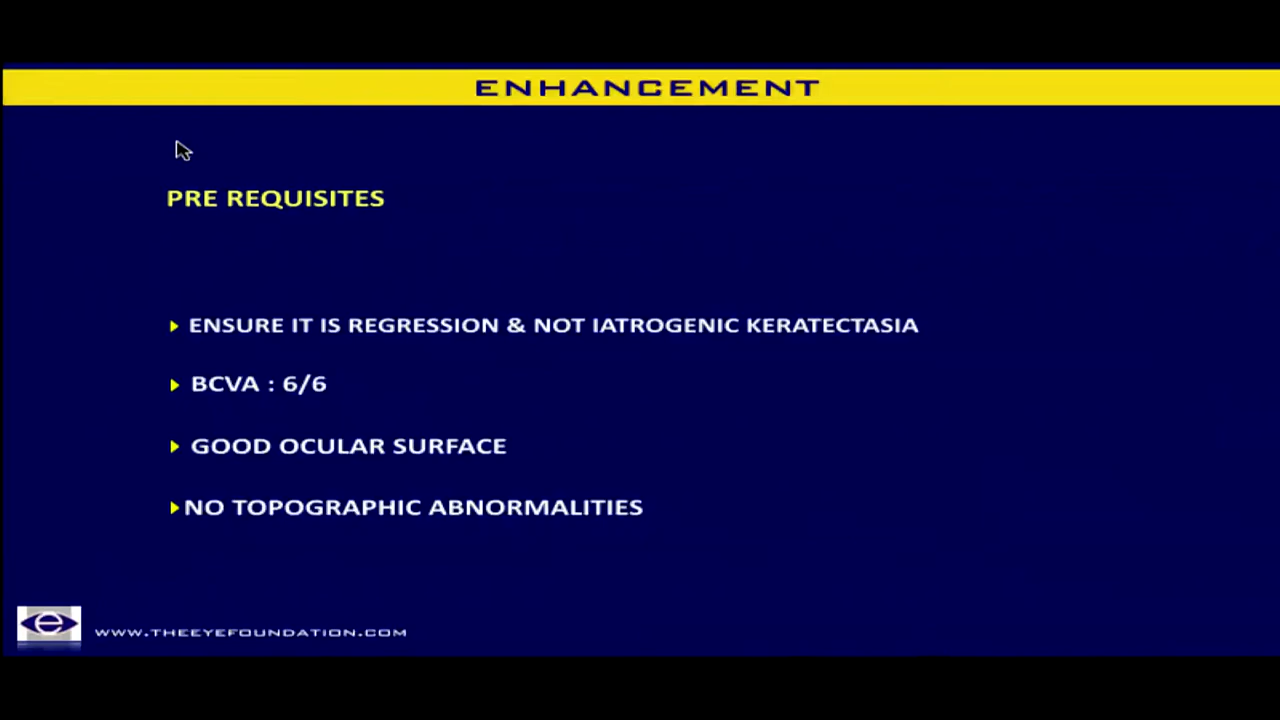 ENHANCEMENT
PRE REQUISITES
ENSURE IT IS REGRESSION & NOT IATROGENIC KERATECTASIA
BCVA : 6/6
GOOD OCULAR SURFACE
NO TOPOGRAPHIC ABNORMALITIES
e
WWW.THEEYEFOUNDATION.COM